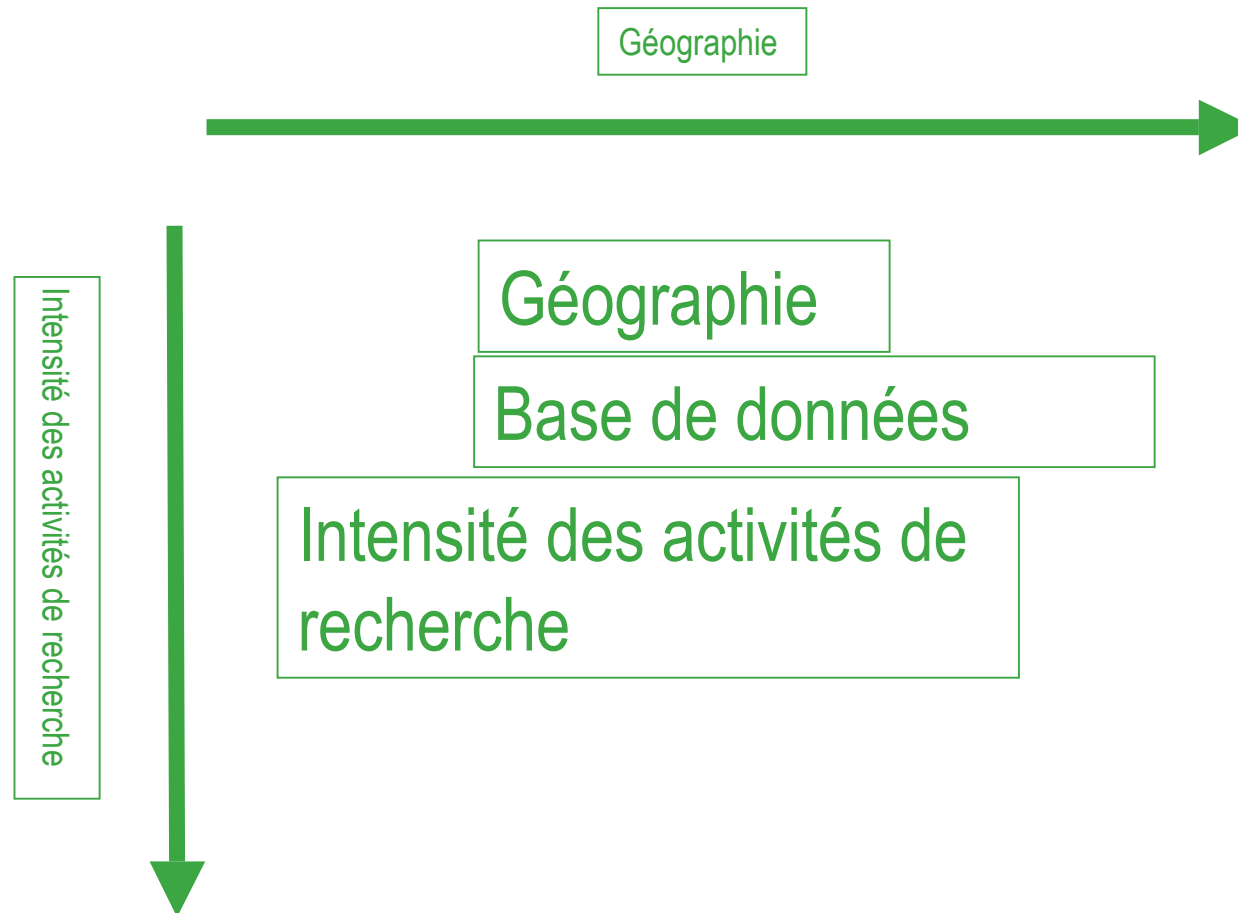 Géographie
Intensité des activités de recherche
Géographie
Base de données
Intensité des activités de
recherche